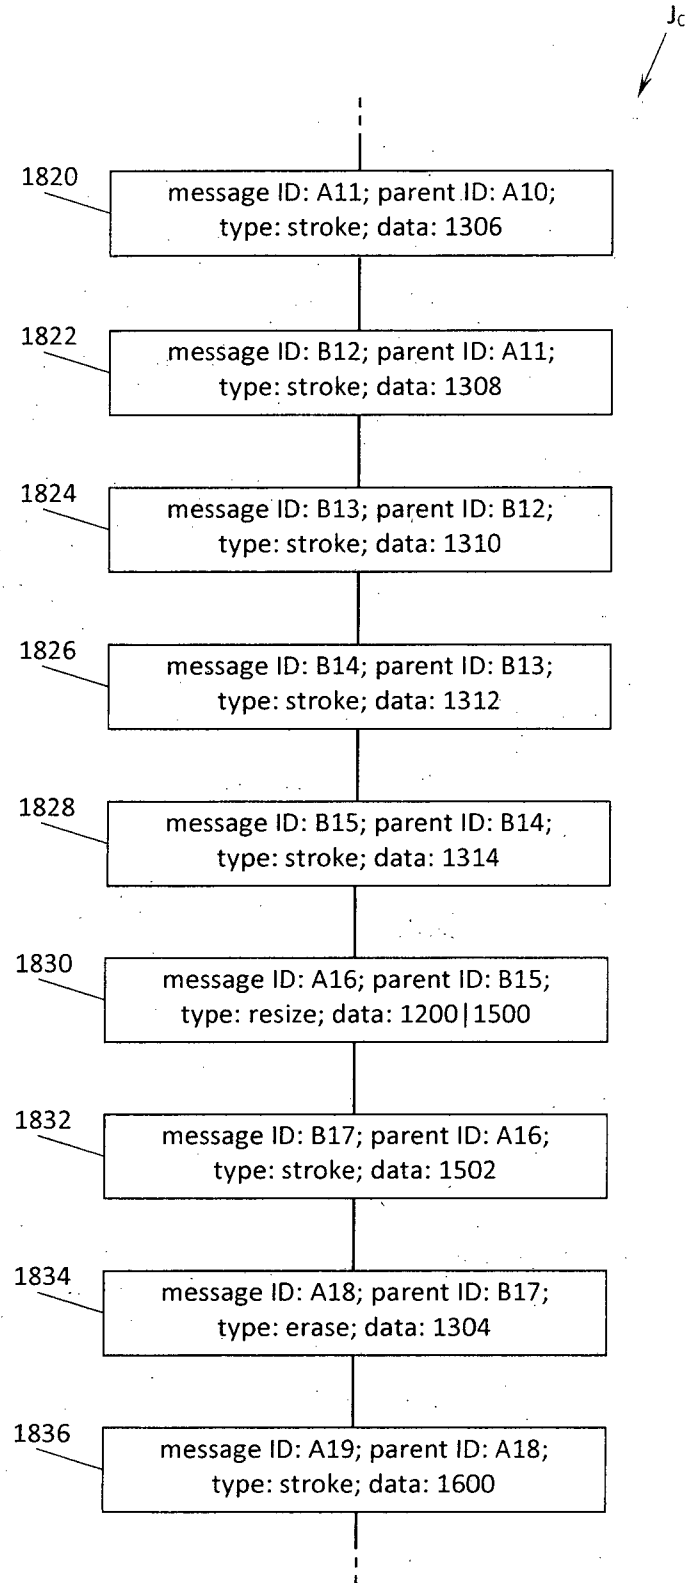 Jc
1820
message ID: A11; parent ID: A10;
type: stroke; data: 1306
1822
message ID: B12; parent ID: A11;
type: stroke; data: 1308
1824
message ID: B13; parent ID: B12;
type: stroke; data: 1310
1826
message ID: B14; parent ID: B13;
type: stroke; data: 1312
1828
message ID: B15; parent ID: B14;
type: stroke; data: 1314
1830
message ID: A16; parent ID: B15;
type: resize; data: 1200|1500
1832
message ID: B17; parent ID: A16;
type: stroke; data: 1502
1834
message ID: A18; parent ID: B17;
type: erase; data: 1304
1836
message ID: A19; parent ID: A18;
type: stroke; data: 1600